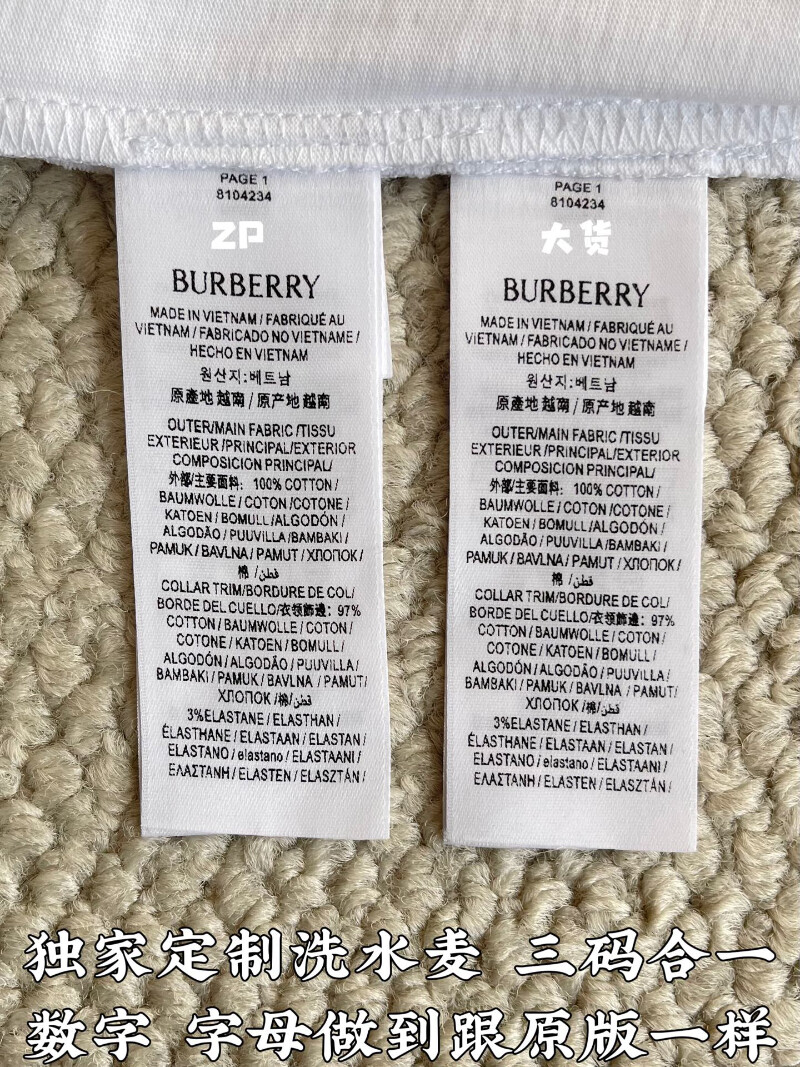 PAGE 1
8104234
ZP
BURBERRY
MADE IN VIETNAM / FABRIQUÉ AU
VIETNAM / FABRICADO NO VIETNAME /
HECHO EN VIETNAM
원산지:베트남
原產地 越南 / 原产地 越南
OUTER/MAIN FABRIC /TISSU
EXTERIEUR /PRINCIPAL/EXTERIOR
COMPOSICION PRINCIPAL/
外部/主要面料: 100% COTTON /
BAUMWOLLE / COTON /COTONE /
KATOEN / BOMULL /ALGODÓN /
ALGODÃO / PUUVILLA /BAMBAKI /
PAMUK / BAVLNA / PAMUT / ХЛОПОК /
棉 /قطن
COLLAR TRIM/BORDURE DE COL/
BORDE DEL CUELLO/衣领飾邊: 97%
COTTON / BAUMWOLLE / COTON /
COTONE / KATOEN / BOMULL /
ALGODÓN / ALGODÃO / PUUVILLA /
BAMBAKI / PAMUK / BAVLNA / PAMUT/
ХЛОПОК /棉/قطن
3%ELASTANE / ELASTHAN /
ÉLASTHANE / ELASTAAN / ELASTAN /
ELASTANO / elastano / ELASTAANI /
ΕΛΑΣΤΑΝΗ / ELASTEN / ELASZTÁN /
PAGE 1
8104234
大货
BURBERRY
MADE IN VIETNAM / FABRIQUÉ AU
VIETNAM / FABRICADO NO VIETNAME /
HECHO EN VIETNAM
원산지:베트남
原產地 越南 / 原产地 越南
OUTER/MAIN FABRIC /TISSU
EXTERIEUR /PRINCIPAL/EXTERIOR
COMPOSICION PRINCIPAL/
外部/主要面料: 100% COTTON /
BAUMWOLLE / COTON /COTONE /
KATOEN / BOMULL /ALGODÓN /
ALGODÃO / PUUVILLA /BAMBAKI /
PAMUK / BAVLNA / PAMUT / ХЛОПОК /
棉 /قطن
COLLAR TRIM/BORDURE DE COL/
BORDE DEL CUELLO/衣领飾邊: 97%
COTTON / BAUMWOLLE / COTON /
COTONE / KATOEN / BOMULL /
ALGODÓN / ALGODÃO / PUUVILLA /
BAMBAKI / PAMUK / BAVLNA / PAMUT/
ХЛОПОК /棉/قطن
3%ELASTANE / ELASTHAN /
ÉLASTHANE / ELASTAAN / ELASTAN /
ELASTANO / elastano / ELASTAANI /
ΕΛΑΣΤΑΝΗ / ELASTEN / ELASZTÁN /
独家定制洗水麦 三码合一
数字 字母做到跟原版一样